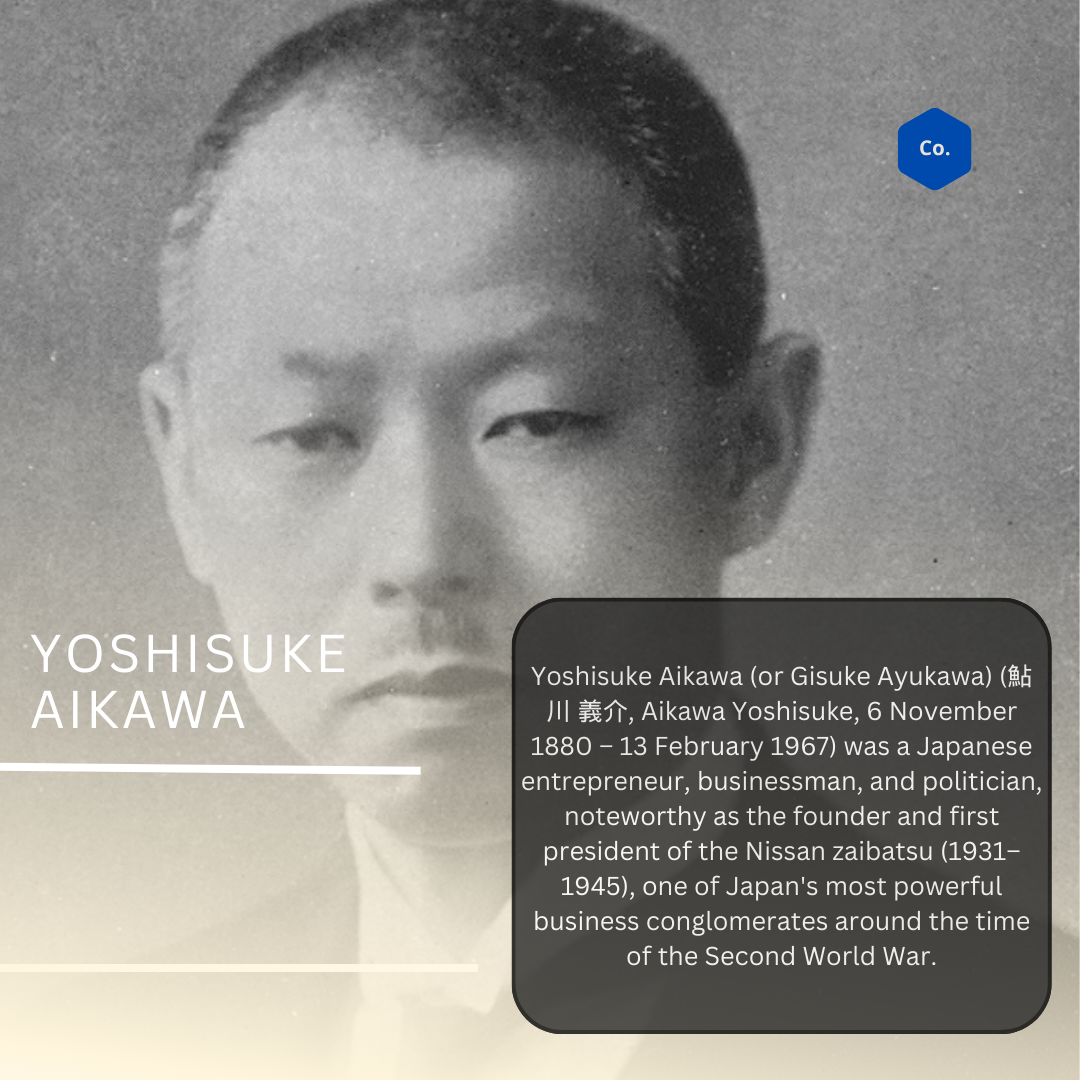 Co.
YOSHISUKE
AIKAWA
Yoshisuke Aikawa (or Gisuke Ayukawa) (鮎
川 義介, Aikawa Yoshisuke, 6 November
1880 – 13 February 1967) was a Japanese
entrepreneur, businessman, and politician,
noteworthy as the founder and first
president of the Nissan zaibatsu (1931–
1945), one of Japan's most powerful
business conglomerates around the time
of the Second World War.